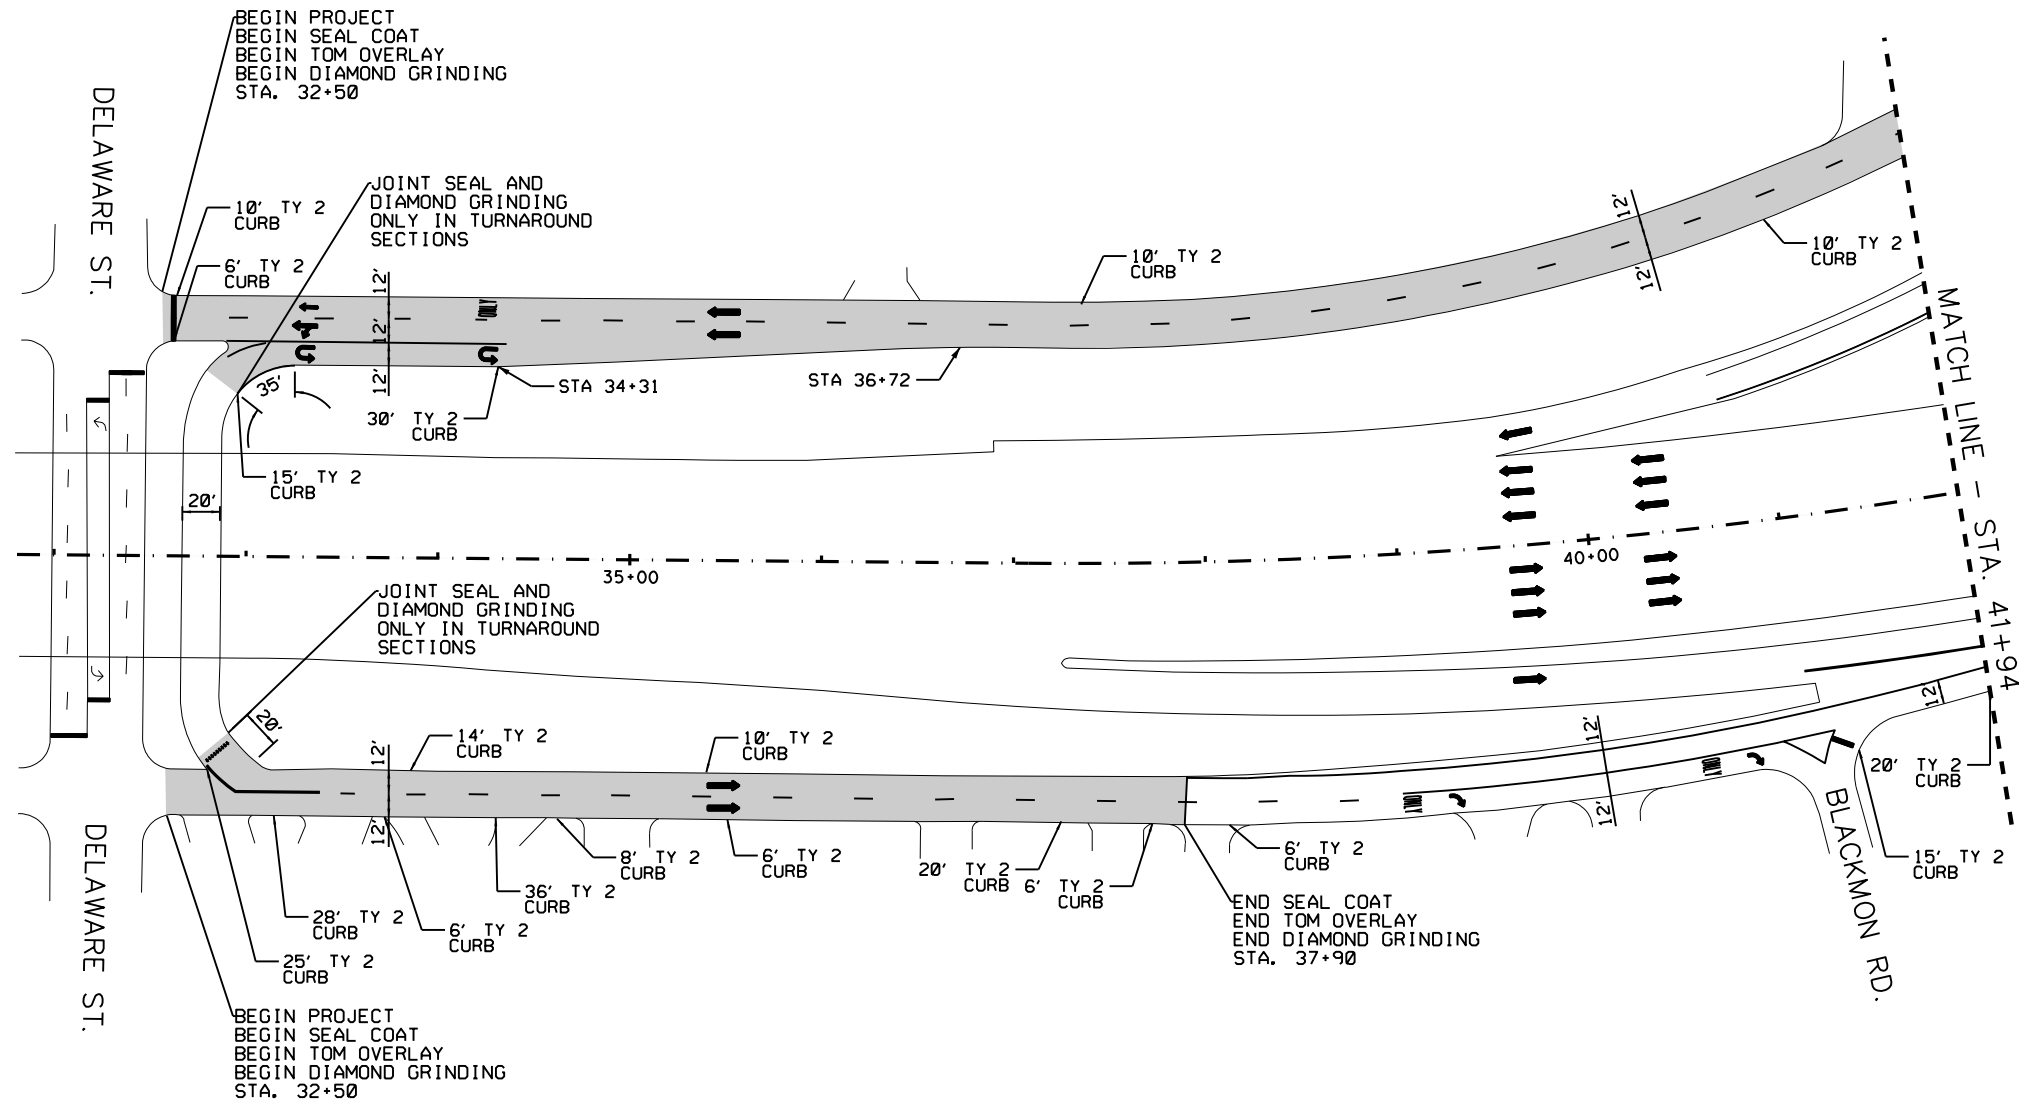 BEGIN PROJECT
BEGIN SEAL COAT
BEGIN TOM OVERLAY
BEGIN DIAMOND GRINDING
STA. 32+50
DELAWARE ST.
JOINT SEAL AND
DIAMOND GRINDING
ONLY IN TURNAROUND
SECTIONS
10' TY 2
CURB
6' TY 2
CURB
12'
12'
12'
ONLY
10' TY 2
CURB
12'
12'
10' TY 2
CURB
35'
STA 34+31
STA 36+72
30' TY 2
CURB
15' TY 2
CURB
20'
MATCH LINE - STA. 41+94
35+00
40+00
JOINT SEAL AND
DIAMOND GRINDING
ONLY IN TURNAROUND
SECTIONS
20'
14' TY 2
CURB
10' TY 2
CURB
12'
12'
12'
12'
12'
ONLY
ONLY
20' TY 2
CURB
15' TY 2
CURB
BLACKMON RD.
8' TY 2
CURB
6' TY 2
CURB
20' TY 2
CURB
6' TY 2
CURB
6' TY 2
CURB
36' TY 2
CURB
28' TY 2
CURB
6' TY 2
CURB
25' TY 2
CURB
END SEAL COAT
END TOM OVERLAY
END DIAMOND GRINDING
STA. 37+90
DELAWARE ST.
BEGIN PROJECT
BEGIN SEAL COAT
BEGIN TOM OVERLAY
BEGIN DIAMOND GRINDING
STA. 32+50